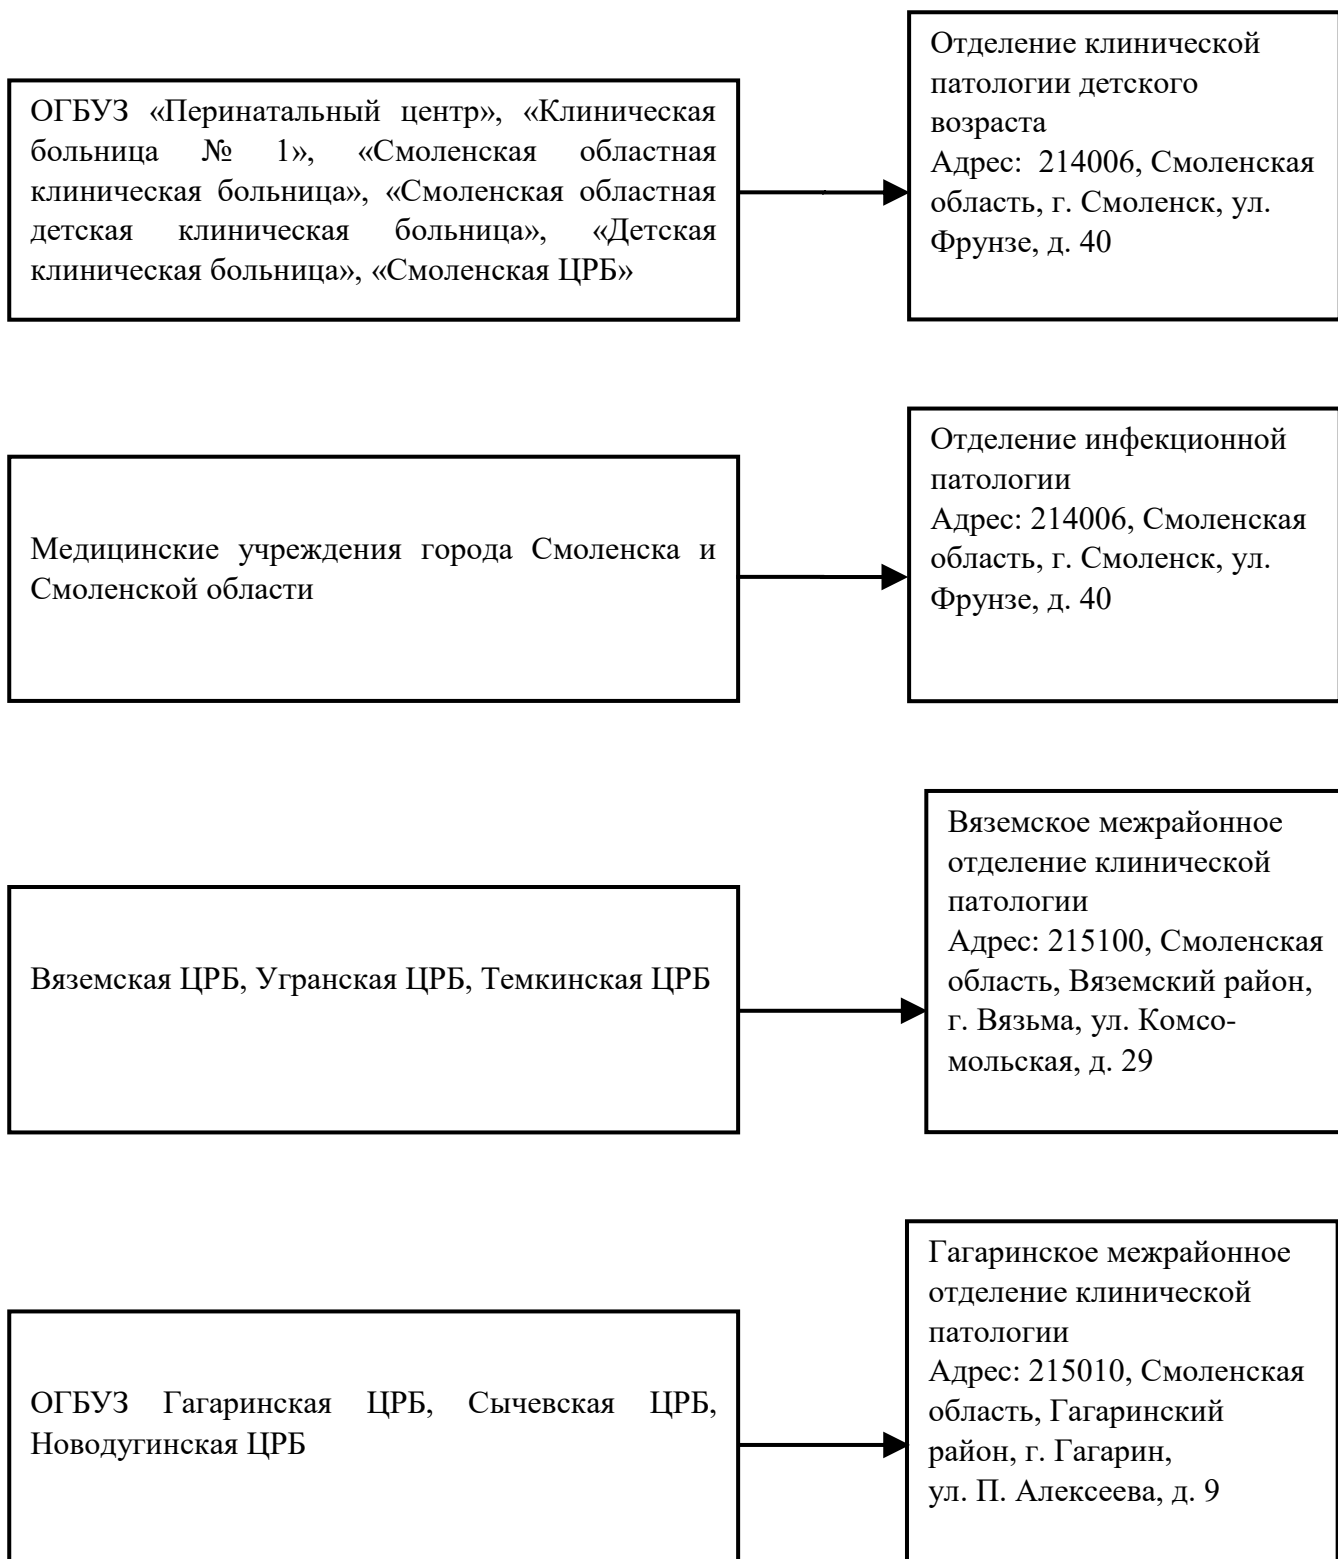 ОГБУЗ «Перинатальный центр», «Клиническая
больница № 1», «Смоленская областная
клиническая больница», «Смоленская областная
детская клиническая больница», «Детская
клиническая больница», «Смоленская ЦРБ»
Отделение клинической
патологии детского
возраста
Адрес: 214006, Смоленская
область, г. Смоленск, ул.
Фрунзе, д. 40
Медицинские учреждения города Смоленска и
Смоленской области
Отделение инфекционной
патологии
Адрес: 214006, Смоленская
область, г. Смоленск, ул.
Фрунзе, д. 40
Вяземская ЦРБ, Угранская ЦРБ, Темкинская ЦРБ
Вяземское межрайонное
отделение клинической
патологии
Адрес: 215100, Смоленская
область, Вяземский район,
г. Вязьма, ул. Комсо-
мольская, д. 29
ОГБУЗ Гагаринская ЦРБ, Сычевская ЦРБ,
Новодугинская ЦРБ
Гагаринское межрайонное
отделение клинической
патологии
Адрес: 215010, Смоленская
область, Гагаринский
район, г. Гагарин,
ул. П. Алексеева, д. 9